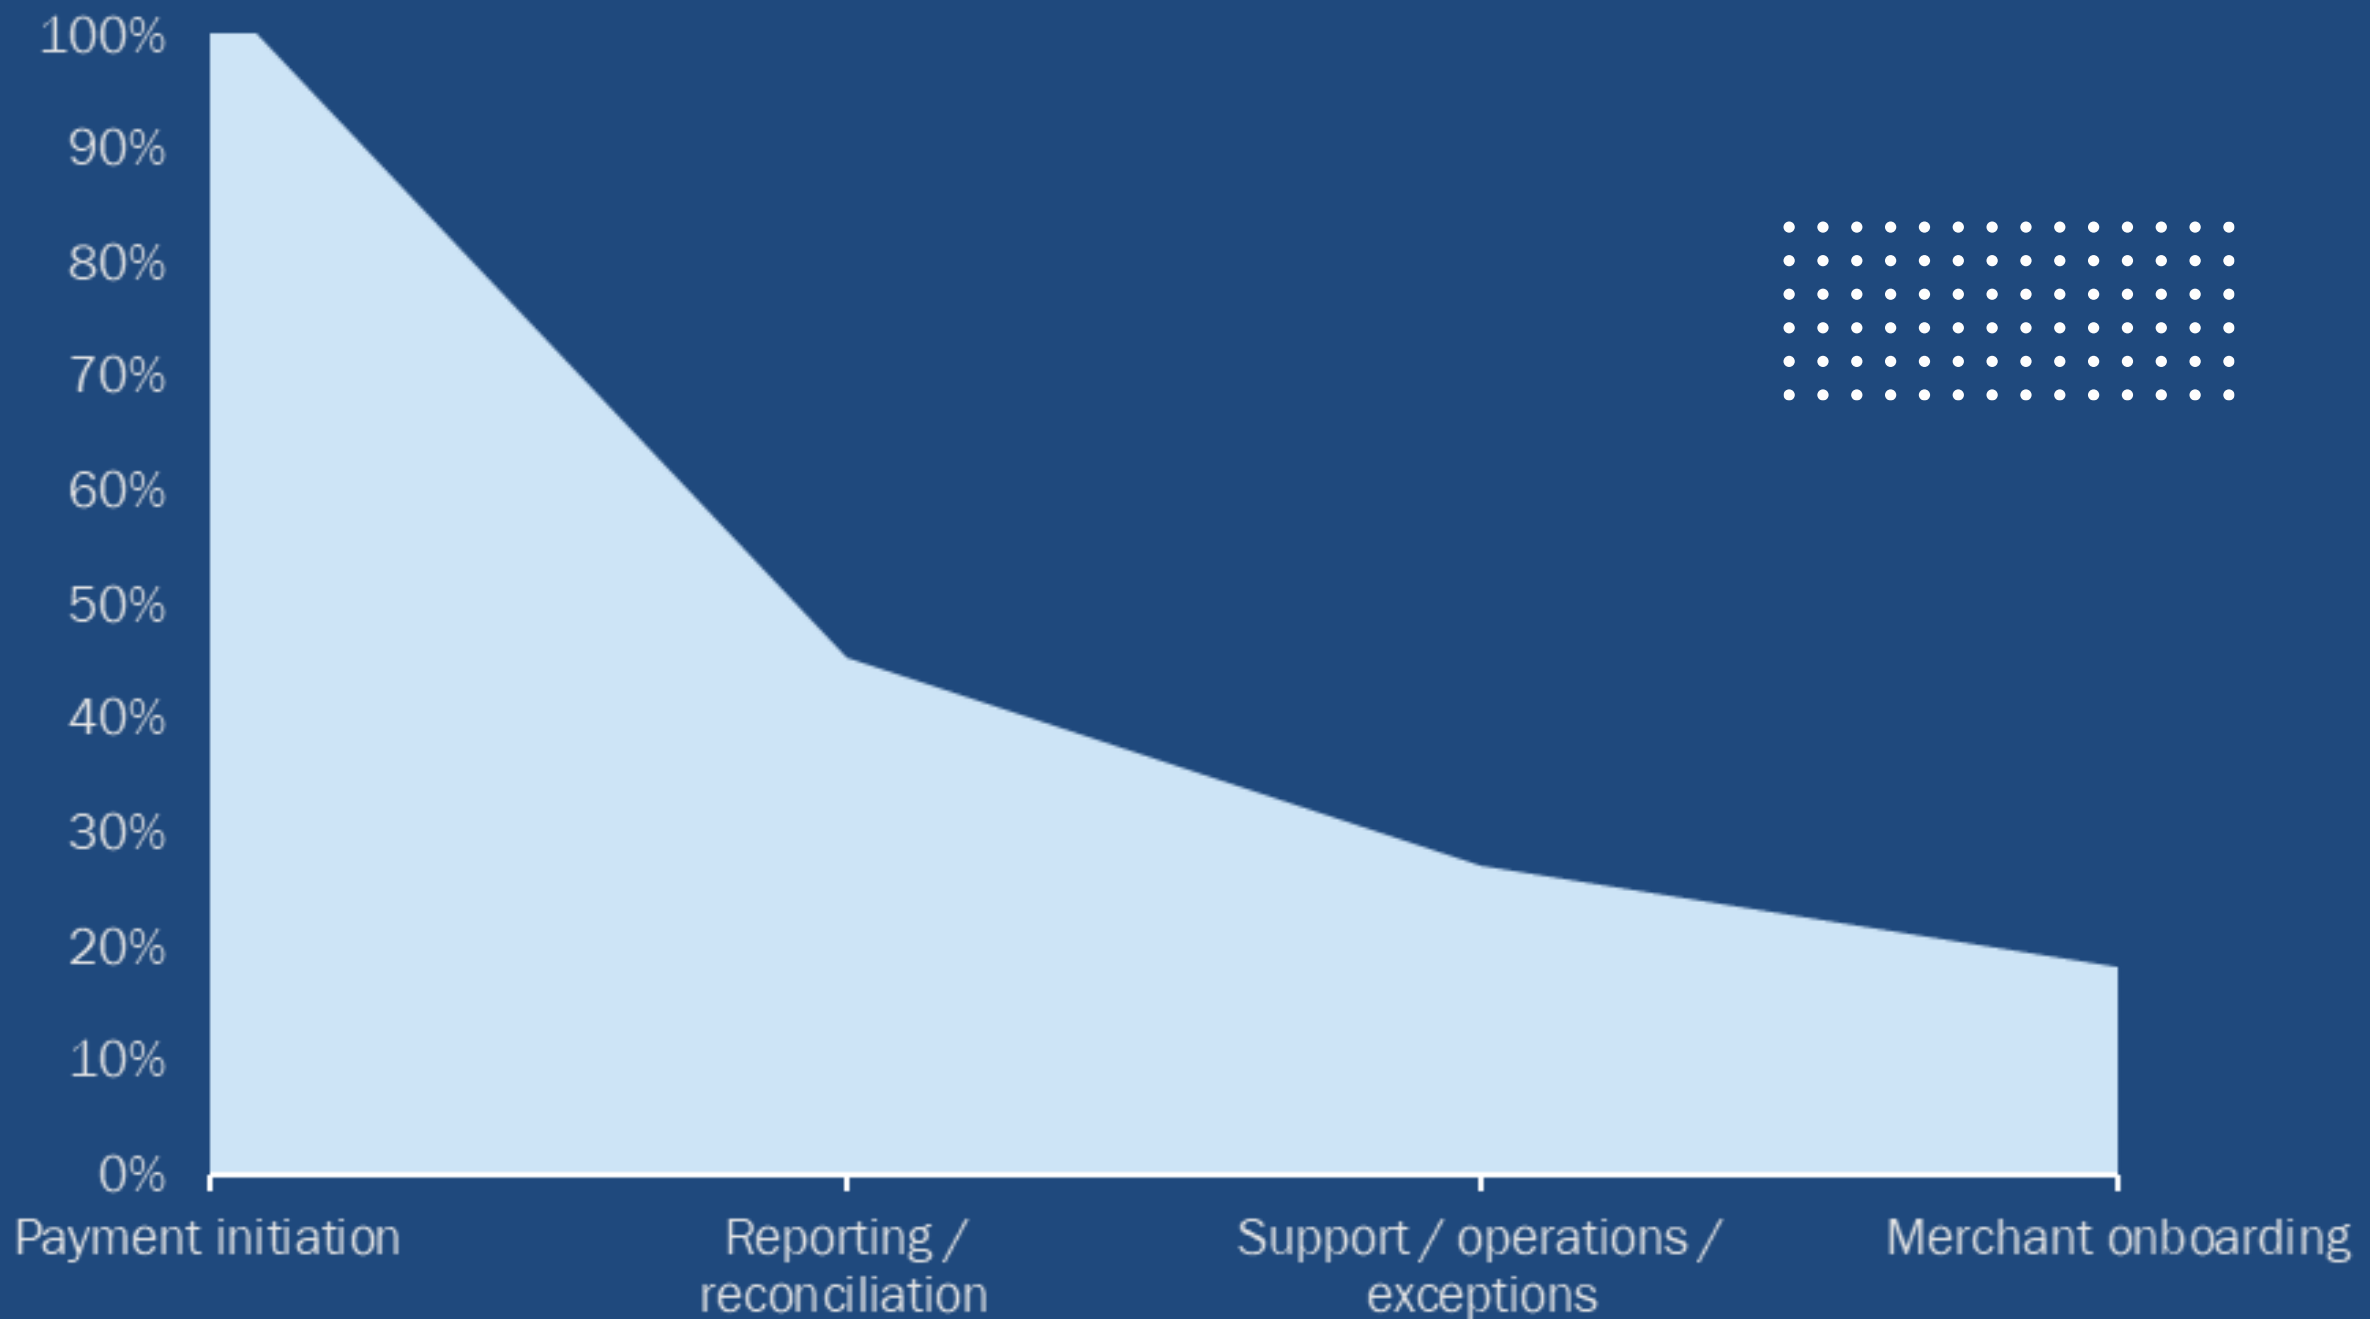 100%
90%
80%
70%
60%
50%
40%
30%
20%
10%
0%
Payment initiation
Reporting /
reconciliation
Support / operations /
exceptions
Merchant onboarding